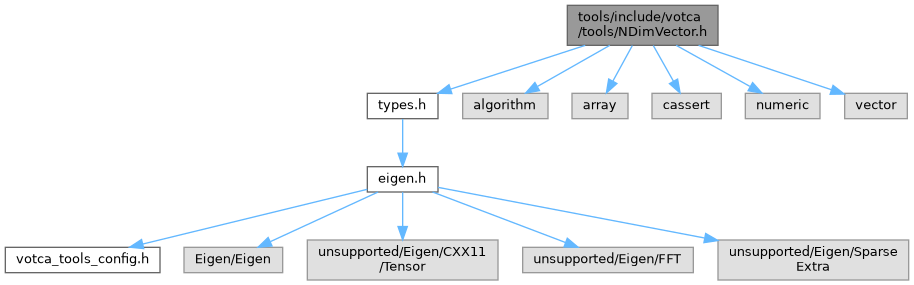 tools/include/votca
/tools/NDimVector.h
types.h
algorithm
array
cassert
numeric
vector
eigen.h
votca_tools_config.h
Eigen/Eigen
unsupported/Eigen/CXX11
/Tensor
unsupported/Eigen/FFT
unsupported/Eigen/Sparse
Extra